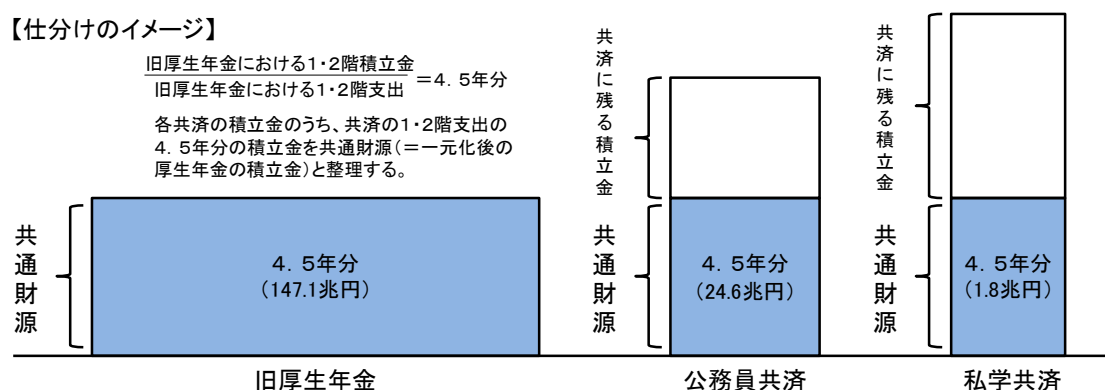 【仕分けのイメージ】
旧厚生年金における1・2階積立金
旧厚生年金における1・2階支出
＝4．5年分
各共済の積立金のうち、共済の1・2階支出の
4．5年分の積立金を共通財源（＝一元化後の
厚生年金の積立金）と整理する。
共通財源
4．5年分
（147.1兆円）
旧厚生年金
共済に残る積立金
共通財源
4．5年分
（24.6兆円）
公務員共済
共済に残る積立金
共通財源
4．5年分
（1.8兆円）
私学共済